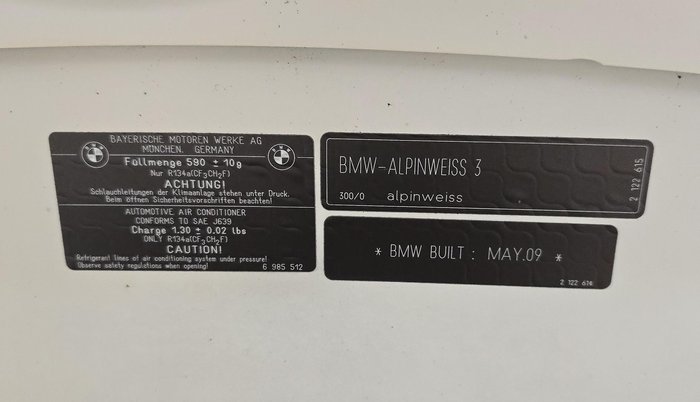 BAYERISCHE MOTOREN WERKE AG
MÜNCHEN, GERMANY
Füllmenge 590 ± 10g
Nur R134a(CF3CH2F)
ACHTUNG!
Schlauchleitungen der Klimaanlage stehen unter Druck.
Beim öffnen Sicherheitsvorschriften beachten!
AUTOMOTIVE AIR CONDITIONER
CONFORMS TO SAE J639
Charge 1.30 ± 0.02 lbs
ONLY R134a(CF3CH2F)
CAUTION!
Refrigerant lines of air conditioning system under pressure!
Observe safety regulations when opening!
6 985 512
BMW-ALPINWEISS 3
300/0 alpinweiss
2 122 615
* BMW BUILT : MAY.09 *
2 122 614